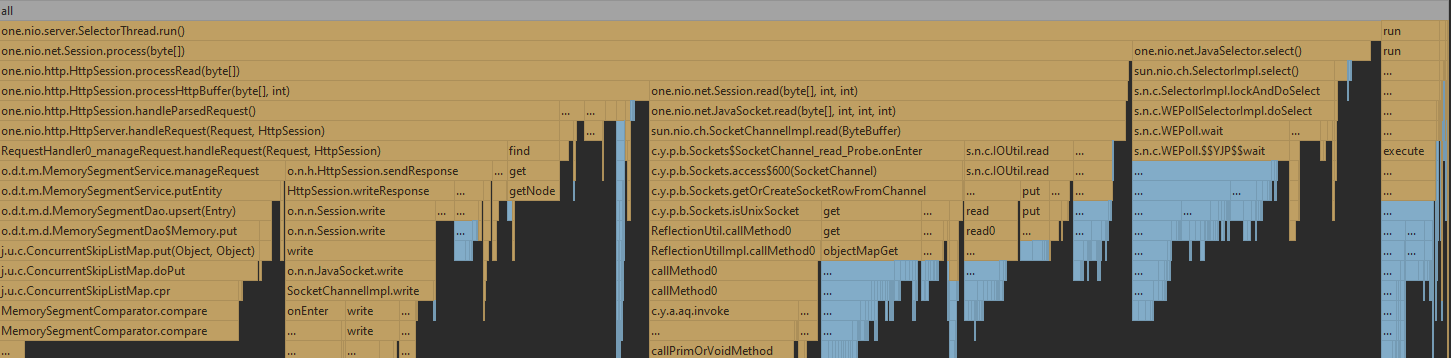 all
one.nio.server.SelectorThread.run() run
one.nio.net.Session.process(byte[]) one.nio.net.JavaSelector.select() run
one.nio.http.HttpSession.processRead(byte[]) sun.nio.ch.SelectorImpl.select() ...
one.nio.http.HttpSession.processHttpBuffer(byte[], int) one.nio.net.Session.read(byte[], int, int) s.n.c.SelectorImpl.lockAndDoSelect ...
one.nio.http.HttpSession.handleParsedRequest() ... ... one.nio.net.JavaSocket.read(byte[], int, int, int) s.n.c.WEPollSelectorImpl.doSelect ...
one.nio.http.HttpServer.handleRequest(Request, HttpSession) ... ... sun.nio.ch.SocketChannelImpl.read(ByteBuffer) s.n.c.WEPoll.wait ... ...
RequestHandler0_manageRequest.handleRequest(Request, HttpSession) find c.y.p.b.Sockets$SocketChannel_read_Probe.onEnter s.n.c.IOUtil.read ... s.n.c.WEPoll.$$YJP$$wait execute
o.d.t.m.MemorySegmentService.manageRequest o.n.h.HttpSession.sendResponse ... get c.y.p.b.Sockets.access$600(SocketChannel) s.n.c.IOUtil.read ... ... ...
o.d.t.m.MemorySegmentService.putEntity HttpSession.writeResponse ... getNode c.y.p.b.Sockets.getOrCreateSocketRowFromChannel ... put ... ... ...
o.d.t.m.d.MemorySegmentDao.upsert(Entry) o.n.n.Session.write ... ... c.y.p.b.Sockets.isUnixSocket get ... read put ... ... ... ...
o.d.t.m.d.MemorySegmentDao$Memory.put o.n.n.Session.write ... ReflectionUtil.callMethod0 get ... read0 ... ... ... ...
j.u.c.ConcurrentSkipListMap.put(Object, Object) write ... ReflectionUtilImpl.callMethod0 objectMapGet ... ... ... ... ... ...
j.u.c.ConcurrentSkipListMap.doPut o.n.n.JavaSocket.write callMethod0 ... ... ... ... ...
j.u.c.ConcurrentSkipListMap.cpr SocketChannelImpl.write callMethod0 ... ... ... ...
MemorySegmentComparator.compare onEnter write ... c.y.a.aq.invoke ... ... ...
MemorySegmentComparator.compare ... write ... ... ... ... ...
... ... ... ... callPrimOrVoidMethod ... ...